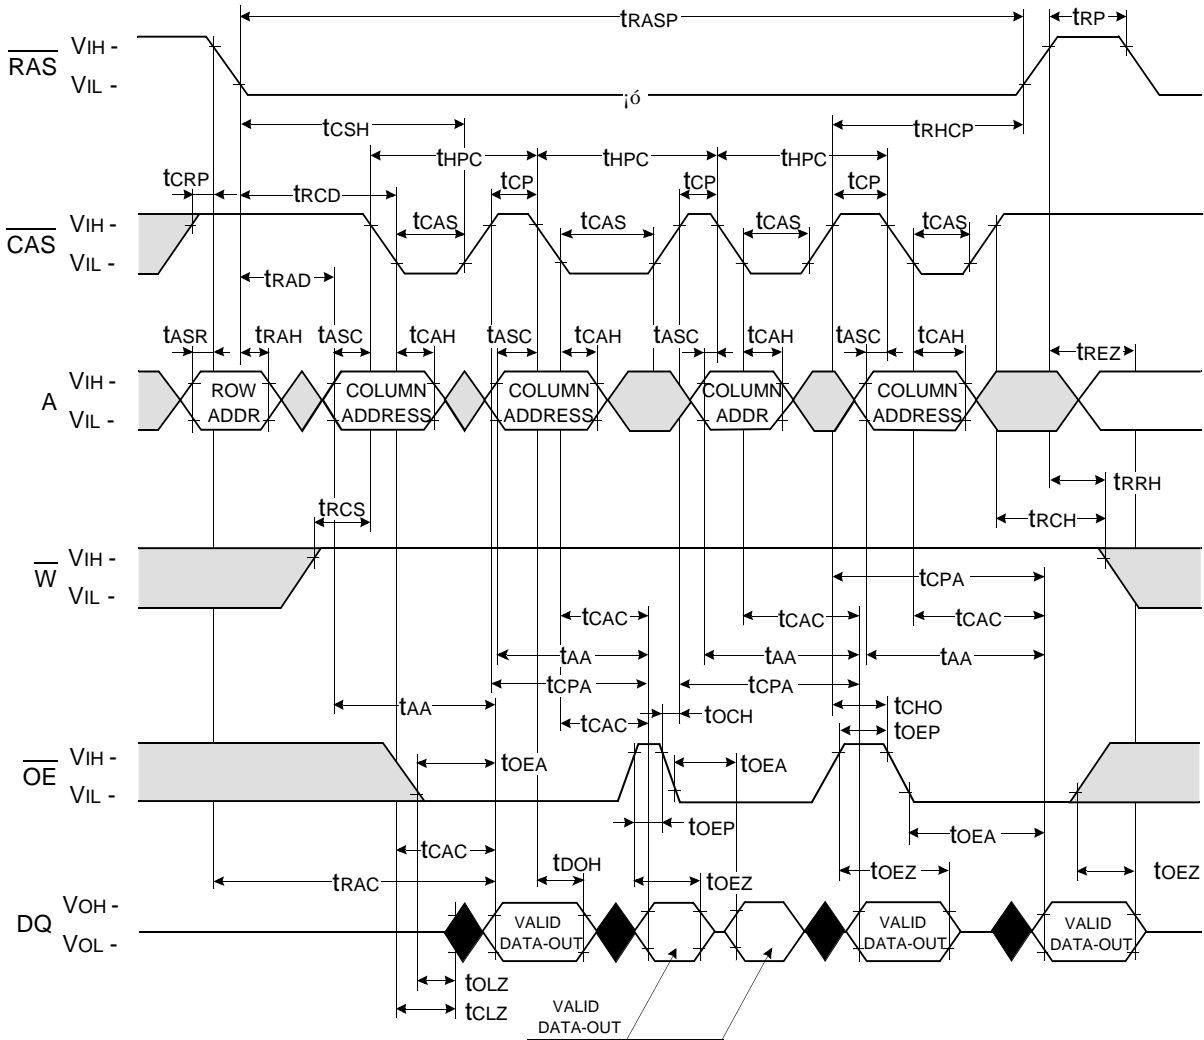 tRASP
tRP
RAS
VIH -
VIL -
¡ó
tCSH
tRHCP
tHPC
tHPC
tHPC
tCRP
tRCD
tCP
tCP
tCP
CAS
VIH -
VIL -
tCAS
tCAS
tCAS
tCAS
tRAD
tASR
tRAH
tASC
tCAH
tASC
tCAH
tASC
tCAH
tASC
tCAH
tREZ
A
VIH -
VIL -
ROW
ADDR
COLUMN
ADDRESS
COLUMN
ADDRESS
COLUMN
ADDR
COLUMN
ADDRESS
tRRH
tRCS
tRCH
W
VIH -
VIL -
tCPA
tCAC
tCAC
tCAC
tAA
tAA
tAA
tCPA
tCPA
tAA
tCAC
tOCH
tCHO
tOEP
OE
VIH -
VIL -
tOEA
tOEA
tOEP
tOEA
tCAC
tDOH
tRAC
tOEZ
tOEZ
tOEZ
DQ
VOH -
VOL -
VALID
DATA-OUT
VALID
DATA-OUT
VALID
DATA-OUT
tOLZ
tCLZ
VALID
DATA-OUT